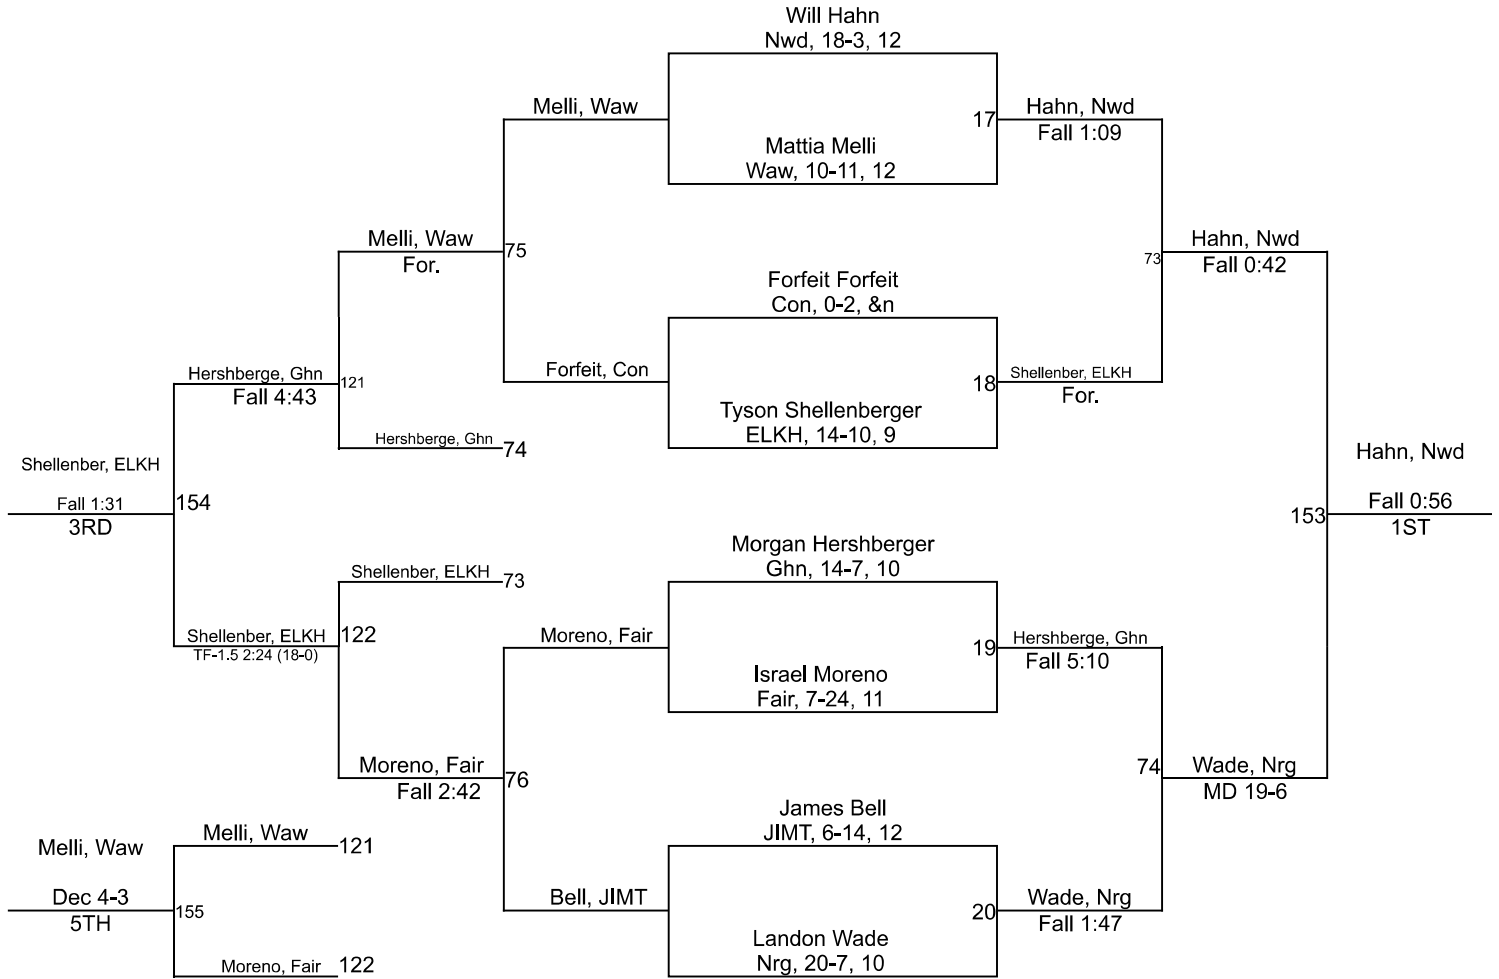 Will Hahn
Nwd, 18-3, 12
Melli, Waw
17
Hahn, Nwd
Fall 1:09
Mattia Melli
Waw, 10-11, 12
Melli, Waw
For.
75
73
Hahn, Nwd
Fall 0:42
Forfeit Forfeit
Con, 0-2, &n
Hershberge, Ghn
Fall 4:43
121
Forfeit, Con
18
Shellenber, ELKH
For.
Tyson Shellenberger
ELKH, 14-10, 9
Hershberge, Ghn
74
Shellenber, ELKH
Fall 1:31
3RD
154
153
Hahn, Nwd
Fall 0:56
1ST
Morgan Hershberger
Ghn, 14-7, 10
Shellenber, ELKH
73
Shellenber, ELKH
TF-1.5 2:24 (18-0)
122
Moreno, Fair
19
Hershberge, Ghn
Fall 5:10
Israel Moreno
Fair, 7-24, 11
Moreno, Fair
Fall 2:42
76
74
Wade, Nrg
MD 19-6
James Bell
JIMT, 6-14, 12
Melli, Waw
Melli, Waw
121
Dec 4-3
5TH
155
Bell, JIMT
20
Wade, Nrg
Fall 1:47
Landon Wade
Nrg, 20-7, 10
Moreno, Fair
122